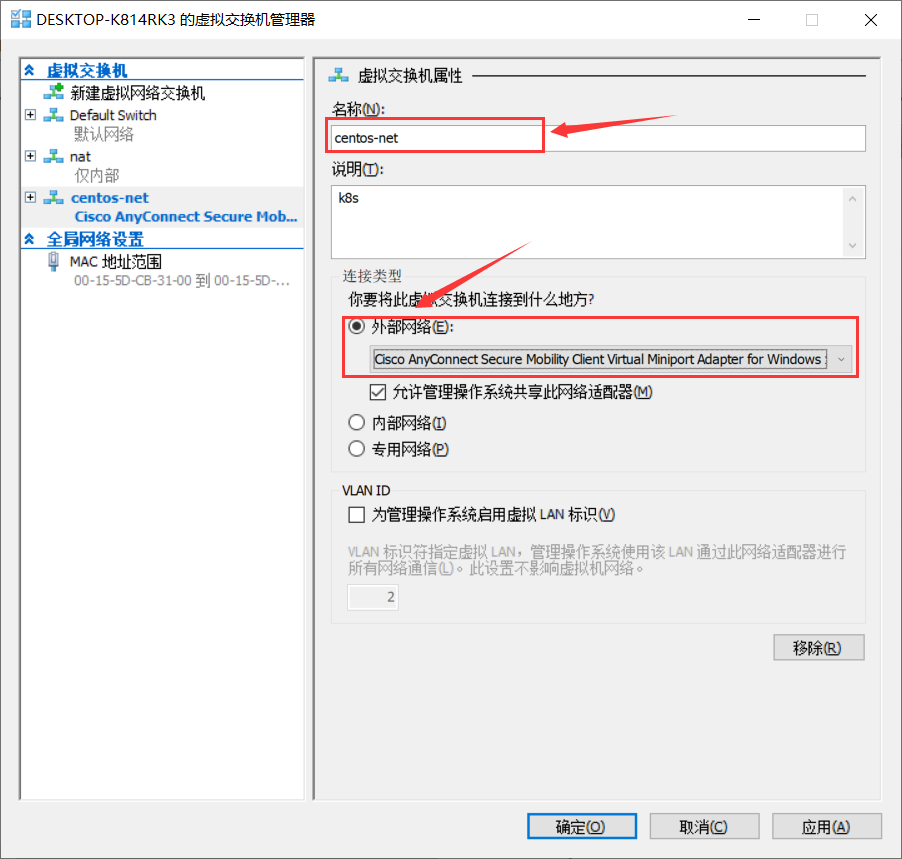 DESKTOP-K814RK3 的虚拟交换机管理器
虚拟交换机
新建虚拟网络交换机
Default Switch
默认网络
nat
仅内部
centos-net
Cisco AnyConnect Secure Mob...
全局网络设置
MAC 地址范围
00-15-5D-CB-31-00 到 00-15-5D-...
虚拟交换机属性
名称(N):
centos-net
说明(T):
k8s
连接类型
你要将此虚拟交换机连接到什么地方?
外部网络(E):
Cisco AnyConnect Secure Mobility Client Virtual Miniport Adapter for Windows
允许管理操作系统共享此网络适配器(M)
内部网络(I)
专用网络(P)
VLAN ID
为管理操作系统启用虚拟 LAN 标识(V)
VLAN 标识符指定虚拟 LAN，管理操作系统使用该 LAN 通过此网络适配器进行
所有网络通信(L)。此设置不影响虚拟机网络。
2
移除(R)
确定(O)
取消(C)
应用(A)